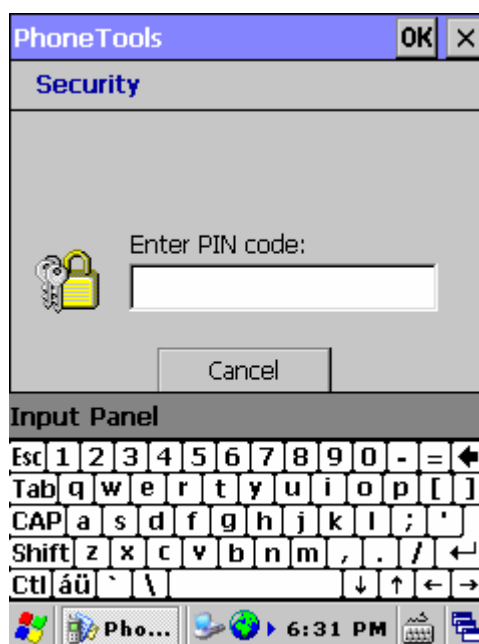 PhoneTools OK ×
Security
Enter PIN code:
Cancel
Input Panel
Esc 1 2 3 4 5 6 7 8 9 0 - = 🡄
Tab q w e r t y u i o p [ ]
CAP a s d f g h j k l ; '
Shift z x c v b n m , . / ↵
Ctl áü ` \ ↓ ↑ ← →
Pho... 6:31 PM